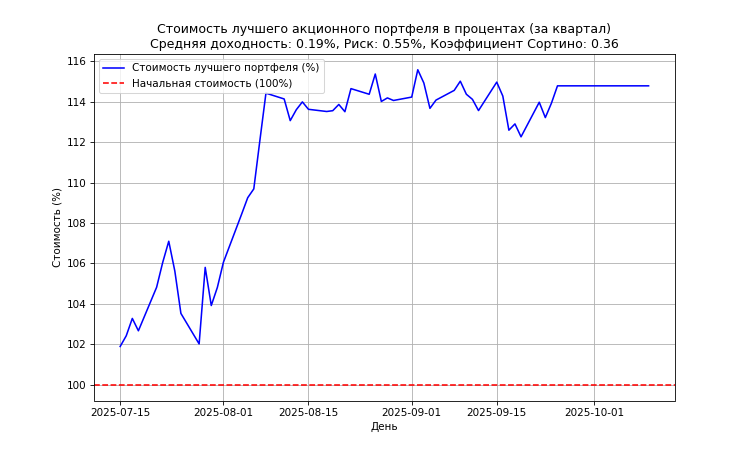 Стоимость лучшего акционного портфеля в процентах (за квартал)
Средняя доходность: 0.19%, Риск: 0.55%, Коэффициент Сортино: 0.36
Стоимость лучшего портфеля (%)
Начальная стоимость (100%)
Стоимость (%)
116
114
112
110
108
106
104
102
100
2025-07-15
2025-08-01
2025-08-15
2025-09-01
2025-09-15
2025-10-01
День